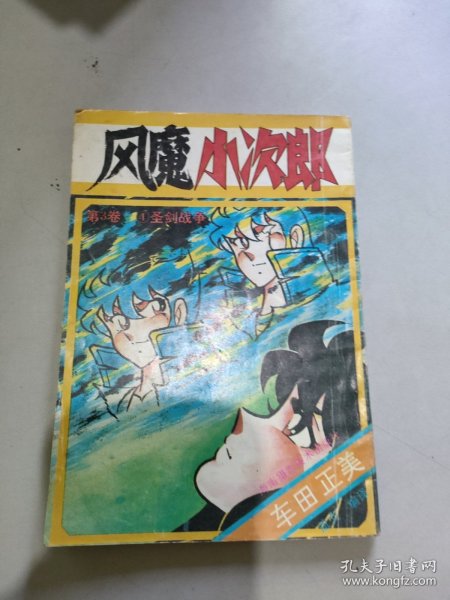 风魔小次郎
第3卷 ①圣剑战争
车田正美
孔夫子旧书网
www.kongfz.com